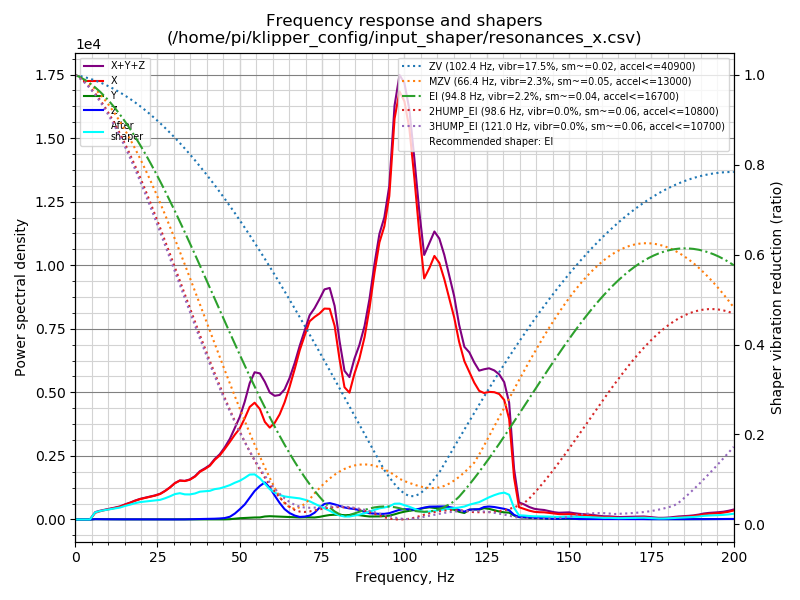 Frequency response and shapers
(/home/pi/klipper_config/input_shaper/resonances_x.csv)
1e4
X+Y+Z
X
Y
Z
After
shaper
ZV (102.4 Hz, vibr=17.5%, sm~=0.02, accel<=40900)
MZV (66.4 Hz, vibr=2.3%, sm~=0.05, accel<=13000)
EI (94.8 Hz, vibr=2.2%, sm~=0.04, accel<=16700)
2HUMP_EI (98.6 Hz, vibr=0.0%, sm~=0.06, accel<=10800)
3HUMP_EI (121.0 Hz, vibr=0.0%, sm~=0.06, accel<=10700)
Recommended shaper: EI
Power spectral density
1.75
1.50
1.25
1.00
0.75
0.50
0.25
0.00
1.0
0.8
0.6
0.4
0.2
0.0
Shaper vibration reduction (ratio)
0
25
50
75
100
125
150
175
200
Frequency, Hz